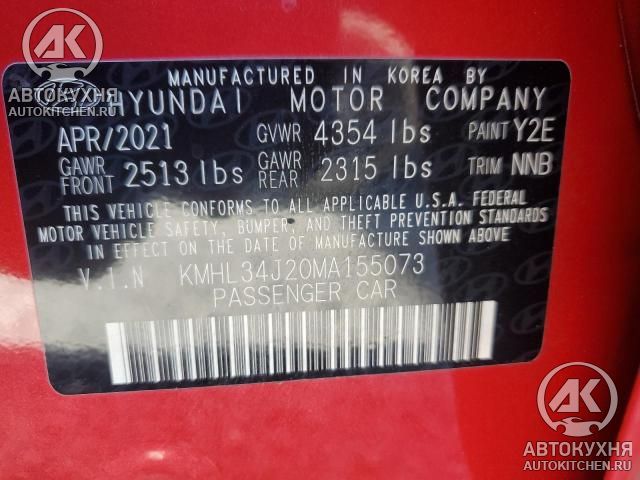 AK
АВТОКУХНЯ
AUTOKITCHEN.RU
MANUFACTURED IN KOREA BY
HYUNDAI MOTOR COMPANY
APR/2021 GVWR 4354 lbs PAINT Y2E
GAWR FRONT 2513 lbs GAWR REAR 2315 lbs TRIM NNB
THIS VEHICLE CONFORMS TO ALL APPLICABLE U.S.A. FEDERAL
MOTOR VEHICLE SAFETY, BUMPER, AND THEFT PREVENTION STANDARDS
IN EFFECT ON THE DATE OF MANUFACTURE SHOWN ABOVE.
V.I.N KMHL34J20MA155073
PASSENGER CAR
AK
АВТОКУХНЯ
AUTOKITCHEN.RU